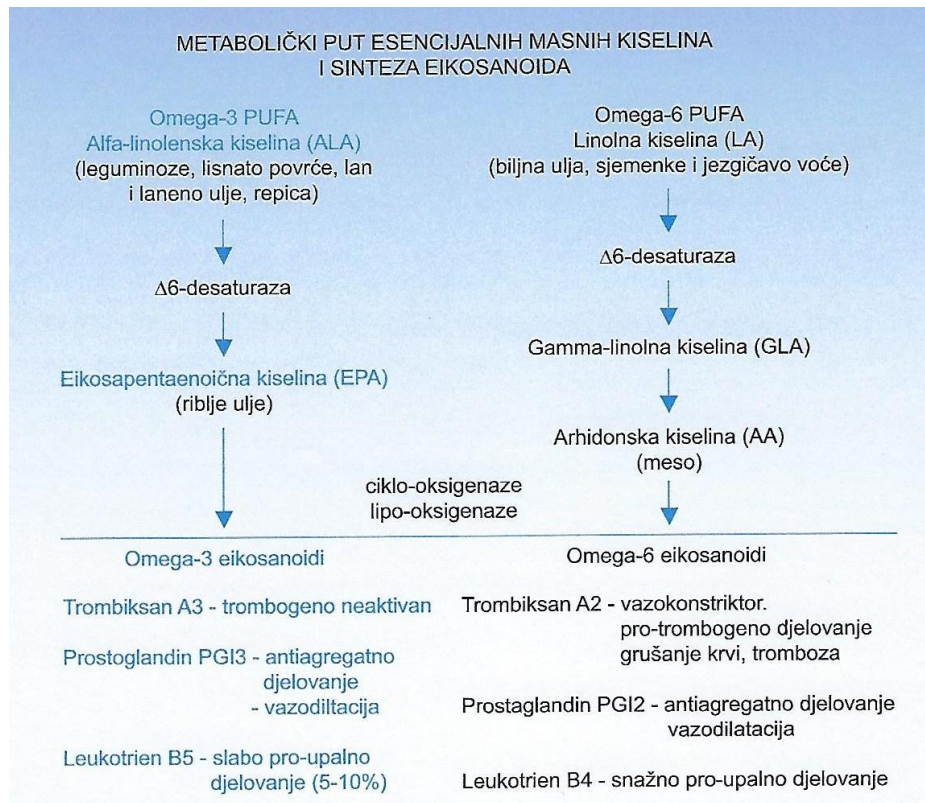 METABOLIČKI PUT ESENCIJALNIH MASNIH KISELINA
I SINTEZA EIKOSANOIDA
Omega-3 PUFA
Alfa-linolenska kiselina (ALA)
(leguminoze, lisnato povrće, lan
i laneno ulje, repica)
Δ6-desaturaza
Eikosapentaenoična kiselina (EPA)
(riblje ulje)
Omega-6 PUFA
Linolna kiselina (LA)
(biljna ulja, sjemenke i jezgičavo voće)
Δ6-desaturaza
Gamma-linolna kiselina (GLA)
Arhidonska kiselina (AA)
(meso)
ciklo-oksigenaze
lipo-oksigenaze
Omega-3 eikosanoidi
Trombiksan A3 - trombogeno neaktivan
Prostoglandin PGI3 - antiagregatno
djelovanje
- vazodiltacija
Leukotrien B5 - slabo pro-upalno
djelovanje (5-10%)
Omega-6 eikosanoidi
Trombiksan A2 - vazokonstriktor.
pro-trombogeno djelovanje
grušanje krvi, tromboza
Prostaglandin PGI2 - antiagregatno djelovanje
vazodilatacija
Leukotrien B4 - snažno pro-upalno djelovanje